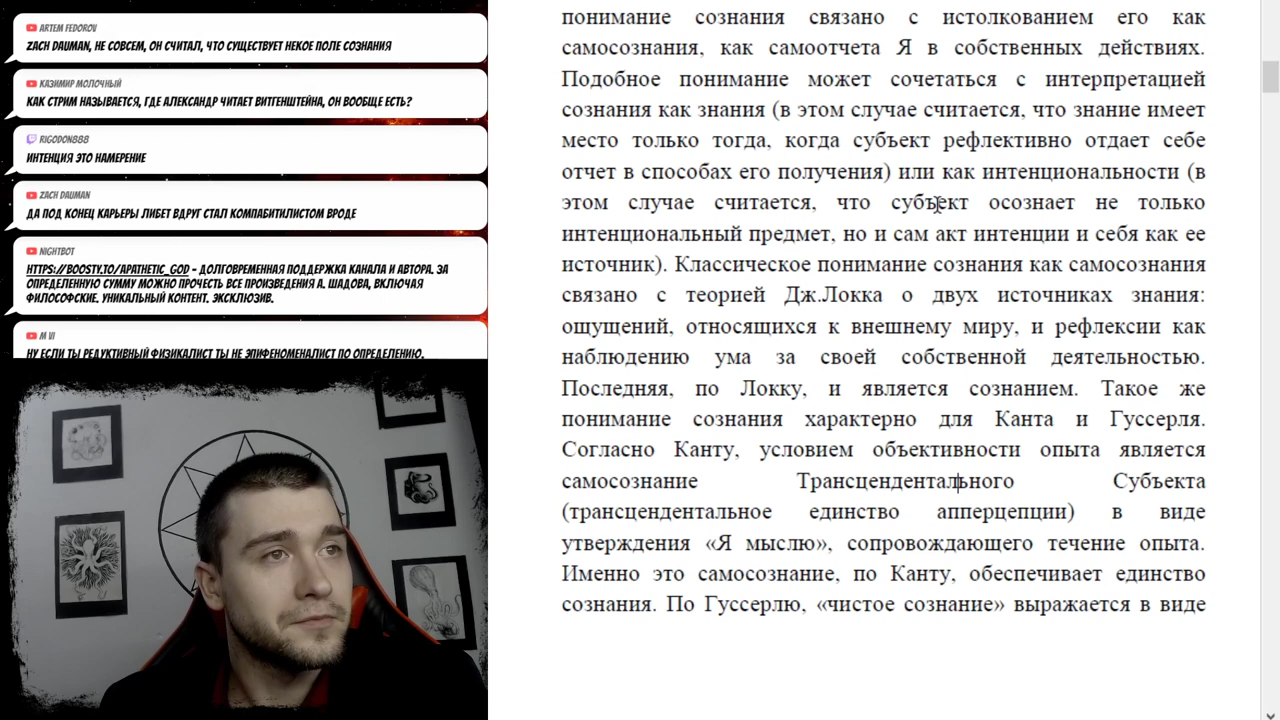 ARTEM FEDOROV
ZACH DAUMAN, НЕ СОВСЕМ, ОН СЧИТАЛ, ЧТО СУЩЕСТВУЕТ НЕКОЕ ПОЛЕ СОЗНАНИЯ
КАЗИМИР МОЛОЧНЫЙ
КАК СТРИМ НАЗЫВАЕТСЯ, ГДЕ АЛЕКСАНДР ЧИТАЕТ ВИТГЕНШТЕЙНА, ОН ВООБЩЕ ЕСТЬ?
RIGODON888
ИНТЕНЦИЯ ЭТО НАМЕРЕНИЕ
ZACH DAUMAN
ДА ПОД КОНЕЦ КАРЬЕРЫ ЛИБЕТ ВДРУГ СТАЛ КОМПАБИТИЛИСТОМ ВРОДЕ
NIGHTBOT
HTTPS://BOOSTY.TO/APATHETIC_GOD - ДОЛГОВРЕМЕННАЯ ПОДДЕРЖКА КАНАЛА И АВТОРА. ЗА
ОПРЕДЕЛЕННУЮ СУММУ МОЖНО ПРОЧЕСТЬ ВСЕ ПРОИЗВЕДЕНИЯ А. ШАДОВА, ВКЛЮЧАЯ
ФИЛОСОФСКИЕ. УНИКАЛЬНЫЙ КОНТЕНТ. ЭКСКЛЮЗИВ.
M VI
НУ ЕСЛИ ТЫ РЕДУКТИВНЫЙ ФИЗИКАЛИСТ ТЫ НЕ ЭПИФЕНОМЕНАЛИСТ ПО ОПРЕДЕЛЕНИЮ.
понимание сознания связано с истолкованием его как
самосознания, как самоотчета Я в собственных действиях.
Подобное понимание может сочетаться с интерпретацией
сознания как знания (в этом случае считается, что знание имеет
место только тогда, когда субъект рефлективно отдает себе
отчет в способах его получения) или как интенциональности (в
этом случае считается, что субъект осознает не только
интенциональный предмет, но и сам акт интенции и себя как ее
источник). Классическое понимание сознания как самосознания
связано с теорией Дж.Локка о двух источниках знания:
ощущений, относящихся к внешнему миру, и рефлексии как
наблюдению ума за своей собственной деятельностью.
Последняя, по Локку, и является сознанием. Такое же
понимание сознания характерно для Канта и Гуссерля.
Согласно Канту, условием объективности опыта является
самосознание Трансцендентального Субъекта
(трансцендентальное единство апперцепции) в виде
утверждения «Я мыслю», сопровождающего течение опыта.
Именно это самосознание, по Канту, обеспечивает единство
сознания. По Гуссерлю, «чистое сознание» выражается в виде